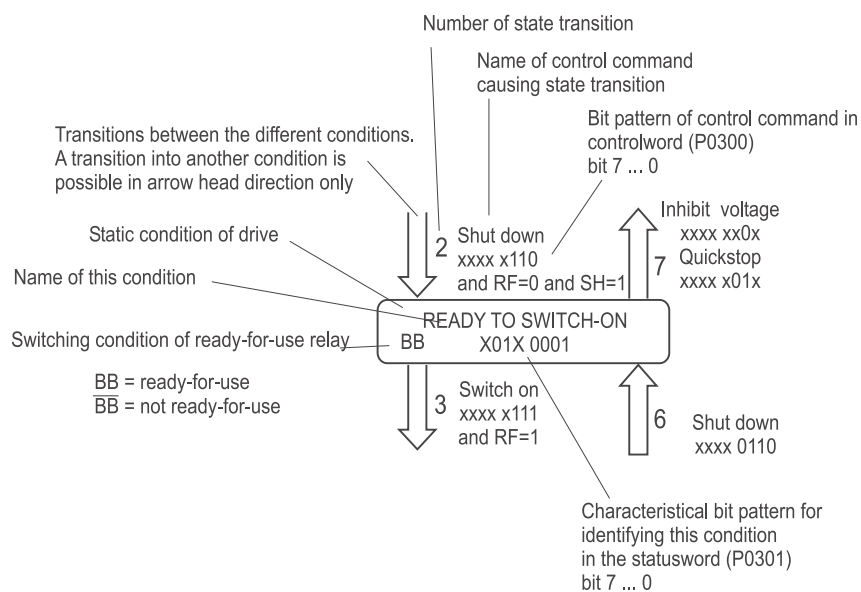 Number of state transition
Name of control command
causing state transition
Bit pattern of control command in
controlword (P0300)
bit 7 ... 0
Transitions between the different conditions.
A transition into another condition is
possible in arrow head direction only
Static condition of drive
Name of this condition
2
Shut down
xxxx x110
and RF=0 and SH=1
Inhibit voltage
xxxx xx0x
7
Quickstop
xxxx x01x
READY TO SWITCH-ON
Switching condition of ready-for-use relay
BB
X01X 0001
BB = ready-for-use
B̅B̅ = not ready-for-use
3
Switch on
xxxx x111
and RF=1
6
Shut down
xxxx 0110
Characteristical bit pattern for
identifying this condition
in the statusword (P0301)
bit 7 ... 0